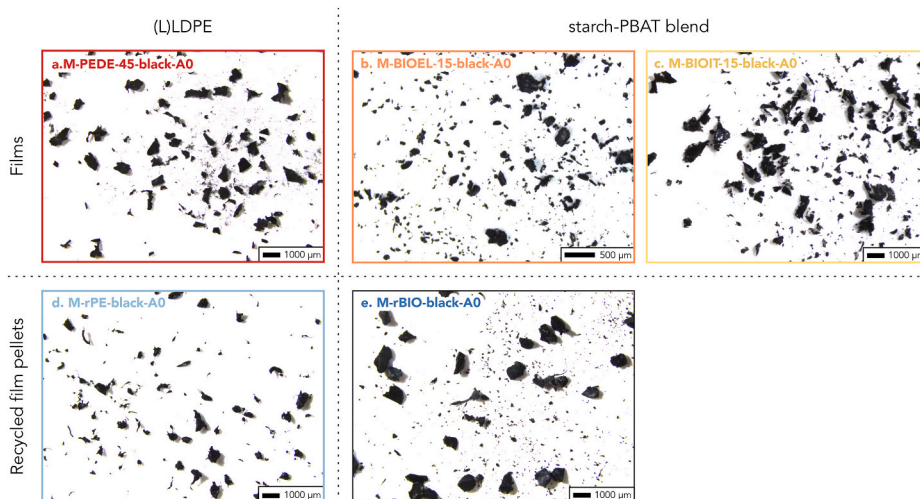 (L)LDPE
starch-PBAT blend
Films
a.M-PEDE-45-black-A0
1000 µm
b. M-BIOEL-15-black-A0
500 µm
c. M-BIOIT-15-black-A0
1000 µm
Recycled film pellets
d. M-rPE-black-A0
1000 µm
e. M-rBIO-black-A0
1000 µm